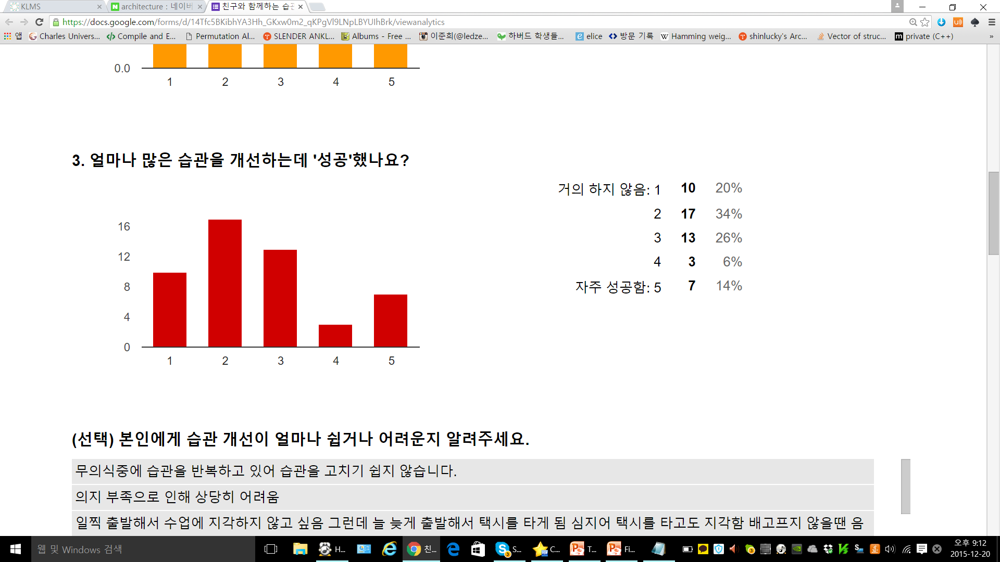 KLMS
architecture : 네이버
친구와 함께하는 습관
https://docs.google.com/forms/d/14Tfc5BKibhYA3Hh_GKxw0m2_qKPgVl9LNpLBYUIhBrk/viewanalytics
앱 Charles Univers... Compile and E... Permutation Al... SLENDER ANKL... Albums - Free ... 이준희(@ledze... 하버드 학생들... elice 방문 기록 Hamming weig... shinlucky's Arc... Vector of struc... private (C++) »
0.0
1 2 3 4 5
3. 얼마나 많은 습관을 개선하는데 '성공'했나요?
거의 하지 않음: 1 10 20%
2 17 34%
3 13 26%
4 3 6%
자주 성공함: 5 7 14%
16
12
8
4
0
1 2 3 4 5
(선택) 본인에게 습관 개선이 얼마나 쉽거나 어려운지 알려주세요.
무의식중에 습관을 반복하고 있어 습관을 고치기 쉽지 않습니다.
의지 부족으로 인해 상당히 어려움
일찍 출발해서 수업에 지각하지 않고 싶음 그런데 늘 늦게 출발해서 택시를 타게 됨 심지어 택시를 타고도 지각함 배고프지 않을땐 음
웹 및 Windows 검색
H... 친... S... C... T... Fi...
오후 9:12
2015-12-20